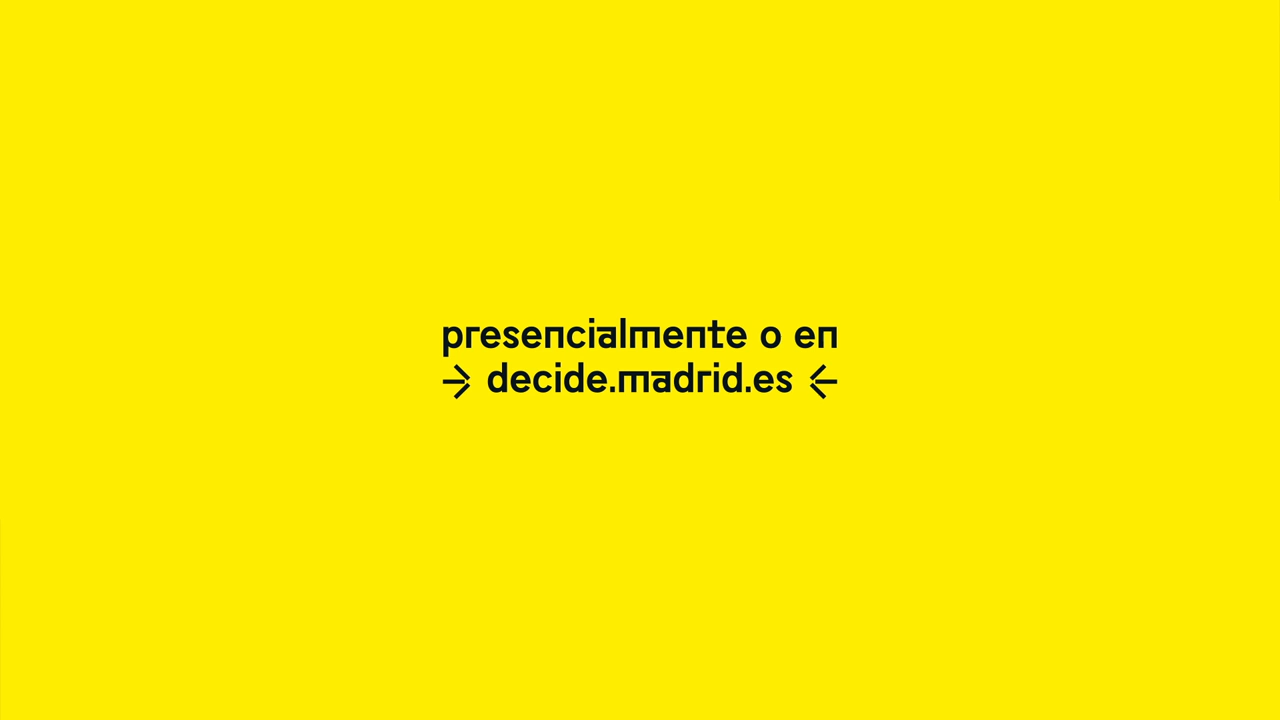 presencialmente o en
→ decide.madrid.es ←